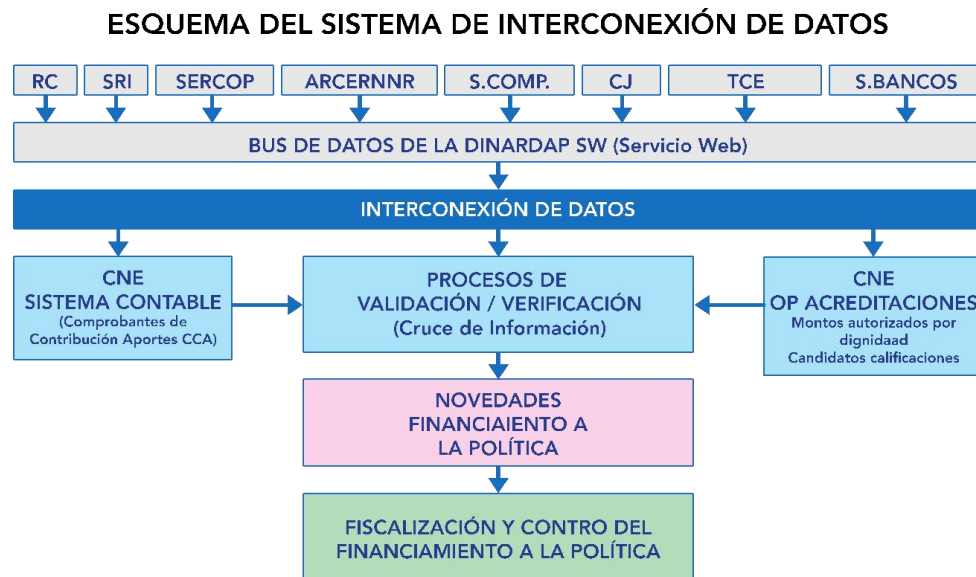 ESQUEMA DEL SISTEMA DE INTERCONEXIÓN DE DATOS
RC SRI SERCOP ARCERNNR S.COMP. CJ TCE S.BANCOS
BUS DE DATOS DE LA DINARDAP SW (Servicio Web)
INTERCONEXIÓN DE DATOS
CNE
SISTEMA CONTABLE
(Comprobantes de
Contribución Aportes CCA)
PROCESOS DE
VALIDACIÓN / VERIFICACIÓN
(Cruce de Información)
CNE
OP ACREDITACIONES
Montos autorizados por
dignidaad
Candidatos calificaciones
NOVEDADES
FINANCIAIENTO A
LA POLÍTICA
FISCALIZACIÓN Y CONTRO DEL
FINANCIAMIENTO A LA POLÍTICA